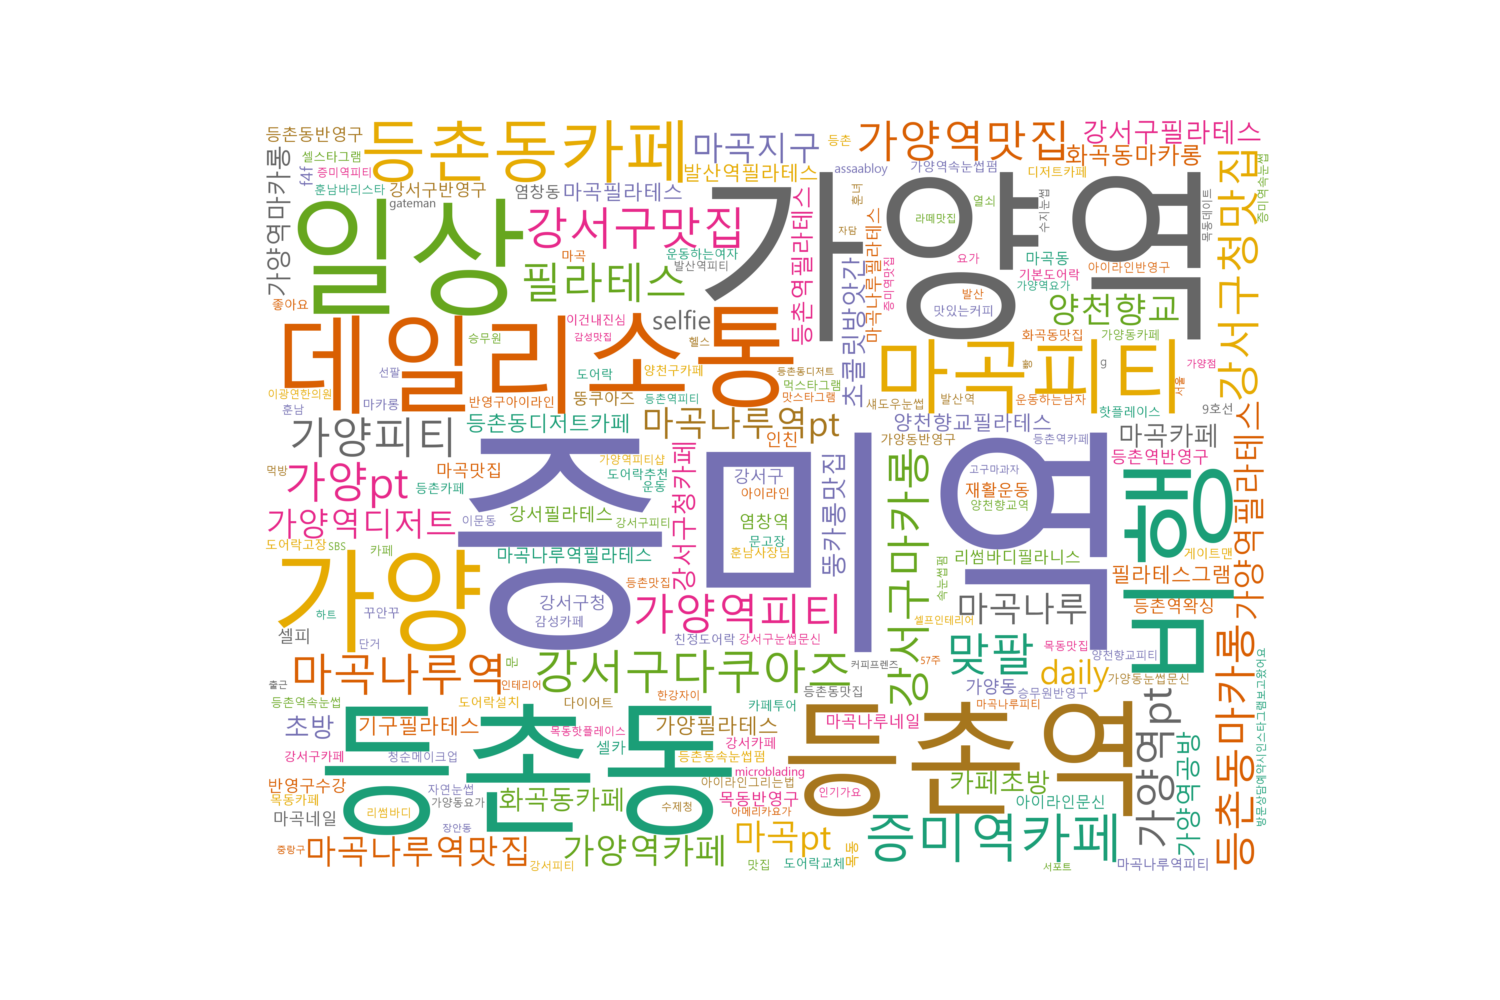 등촌동반영구
등촌동카페
마곡지구
등촌
가양역맛집
강서구필라테스
셀스타그램
증미역피티
f4f
화곡동마카롱
가양역마카롱
훈남바리스타
강서구반영구
염창동
마곡필라테스
발산역필라테스
assaabloy
가양역속눈썹펌
디저트카페
gateman
훈녀
열쇠
수지눈썹
목동데이트
강서구청맛집
증미역속눈썹
일상
강서구맛집
등촌역필라테스
라떼맛집
자담
가양역
마곡
운동하는여자
발산역피티
마곡나루필라테스
증미역맛집
요가
마곡동
기본도어락
가양역요가
아이라인반영구
필라테스
초콜릿방앗간
발산
맛있는커피
양천향교
좋아요
데일리소통
이건내진심
감성맛집
selfie
승무원
헬스
화곡동맛집
가양동카페
마곡피티
빵
g
가양점
서울
선팔
도어락
양천구카페
등촌동디저트
먹스타그램
맛스타그램
이광연한의원
훈남
마카롱
반영구아이라인
뚱쿠아즈
등촌역피티
섀도우눈썹
발산역
운동하는남자
핫플레이스
9호선
가양피티
등촌동디저트카페
마곡나루역pt
인친
양천향교필라테스
가양동반영구
등촌역카페
마곡카페
등촌역반영구
먹방
가양pt
마곡맛집
등촌카페
증미역
가양역피티샵
도어락추천
운동
강서구청카페
강서구
아이라인
뚱카롱맛집
강서구마카롱
고구마과자
재활운동
양천향교역
비행
가양역필라테스
가양역디저트
이문동
강서필라테스
강서구피티
염창역
문고장
훈남사장님
도어락고장
SBS
카페
마곡나루역필라테스
등촌맛집
속눈썹펌
리썸바디필라니스
게이트맨
필라테스그램
가양
하트
꾸안꾸
강서구청
감성카페
가양역피티
셀프인테리어
마곡나루
등촌역왁싱
셀피
단거
문
친정도어락
강서구눈썹문신
맞팔
목동맛집
양천향교피티
마곡나루역
인테리어
강서구다쿠아즈
커피프렌즈
57주
daily
가양동눈썹문신
출근
등촌역속눈썹
도어락설치
다이어트
한강자이
카페투어
등촌동맛집
가양동
승무원반영구
마곡나루피티
초방
기구필라테스
목동핫플레이스
셀카
가양필라테스
마곡나루네일
등촌역
가양역pt
가양역공방
등촌동마카롱
방문상담예약시인스타그램보고왔어요
강서구카페
청순메이크업
등촌동
등촌동속눈썹펌
강서카페
microblading
아이라인그리는법
반영구수강
목동카페
자연눈썹
가양동요가
리썸바디
화곡동카페
수제청
목동반영구
아메리카요가
인기가요
카페초방
아이라인문신
마곡네일
장안동
중랑구
마곡나루역맛집
강서피티
가양역카페
마곡pt
맛집
도어락교체
목동
증미역카페
서포트
마곡나루역피티